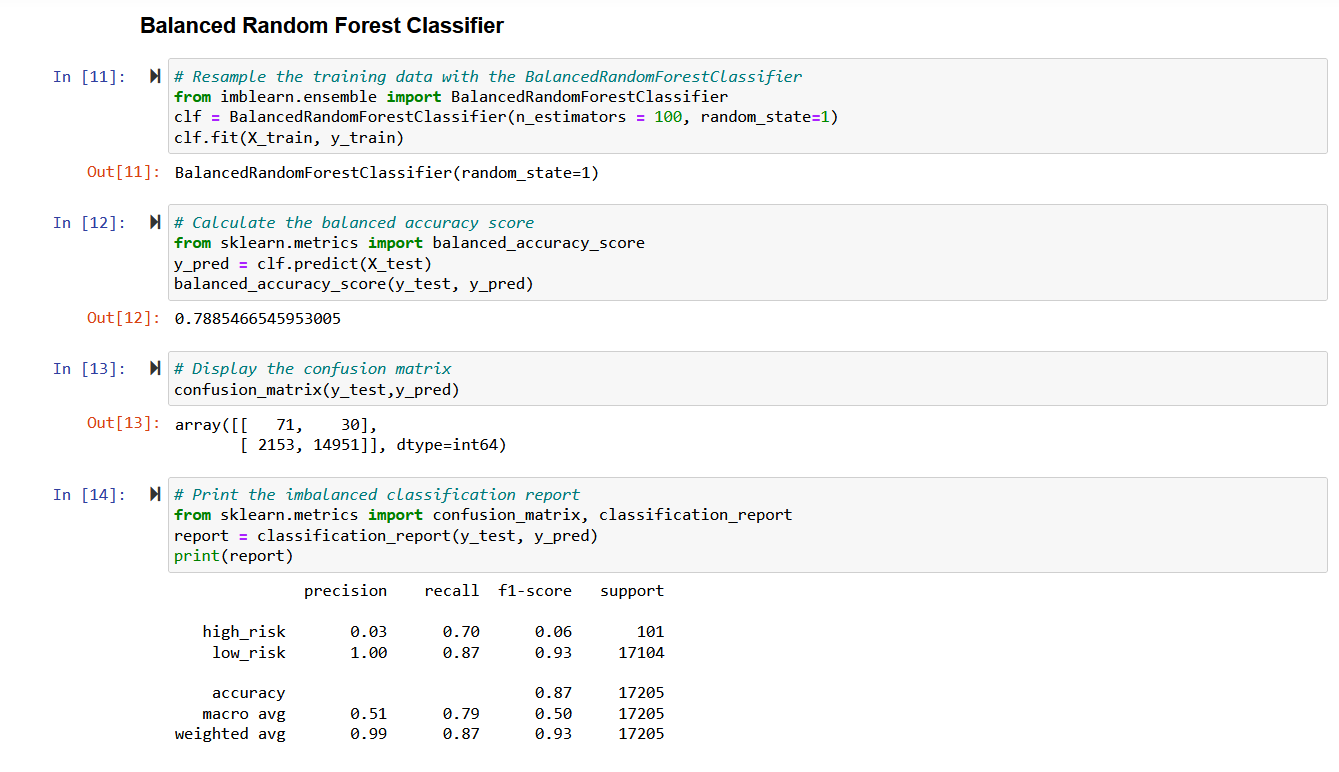 Balanced Random Forest Classifier
In [11]: # Resample the training data with the BalancedRandomForestClassifier
from imblearn.ensemble import BalancedRandomForestClassifier
clf = BalancedRandomForestClassifier(n_estimators = 100, random_state=1)
clf.fit(X_train, y_train)
Out[11]: BalancedRandomForestClassifier(random_state=1)
In [12]: # Calculate the balanced accuracy score
from sklearn.metrics import balanced_accuracy_score
y_pred = clf.predict(X_test)
balanced_accuracy_score(y_test, y_pred)
Out[12]: 0.7885466545953005
In [13]: # Display the confusion matrix
confusion_matrix(y_test,y_pred)
Out[13]: array([[   71,    30],
       [ 2153, 14951]], dtype=int64)
In [14]: # Print the imbalanced classification report
from sklearn.metrics import confusion_matrix, classification_report
report = classification_report(y_test, y_pred)
print(report)
              precision    recall  f1-score   support
   high_risk       0.03      0.70      0.06       101
    low_risk       1.00      0.87      0.93     17104
    accuracy                           0.87     17205
   macro avg       0.51      0.79      0.50     17205
weighted avg       0.99      0.87      0.93     17205